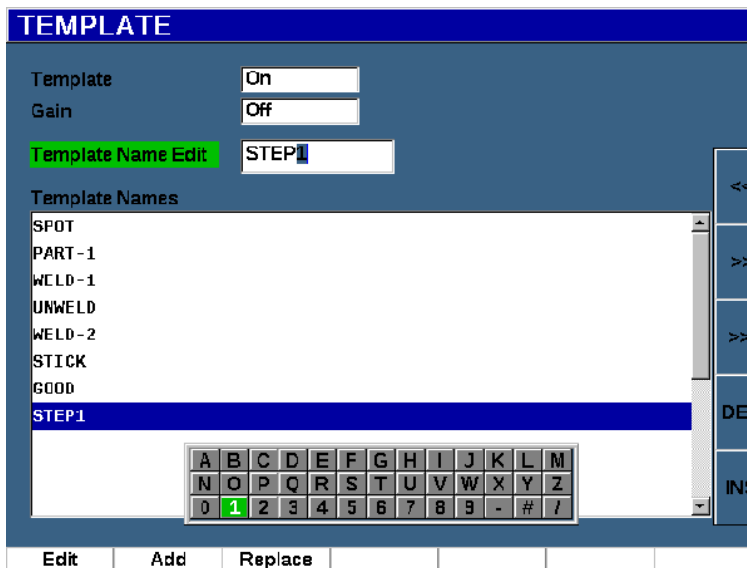 TEMPLATE
Template On
Gain Off
Template Name Edit STEP1
Template Names
SPOT
PART-1
WELD-1
UNWELD
WELD-2
STICK
GOOD
STEP1
A B C D E F G H I J K L M
N O P Q R S T U V W X Y Z
0 1 2 3 4 5 6 7 8 9 - # /
Edit Add Replace